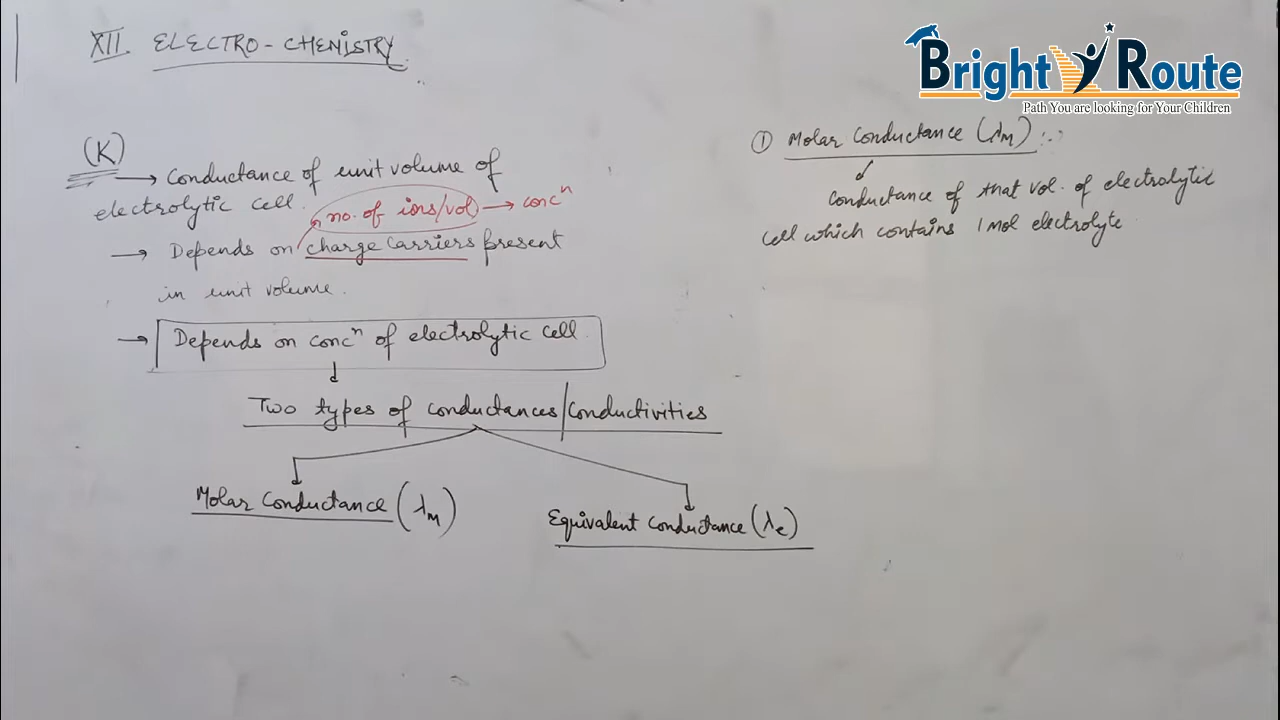 XII. ELECTRO-CHEMISTRY
Bright Route
Path You are looking for Your Children
(K)
→ Conductance of unit volume of
electrolytic cell.
no. of ions/vol → concⁿ
→ Depends on charge carriers present
in unit volume.
→ Depends on concⁿ of electrolytic cell.
Two types of conductances/conductivities
Molar Conductance (λM)
Equivalent Conductance (λe)
① Molar Conductance (λM) :-
Conductance of that vol. of electrolytic
cell which contains 1 mol electrolyte.